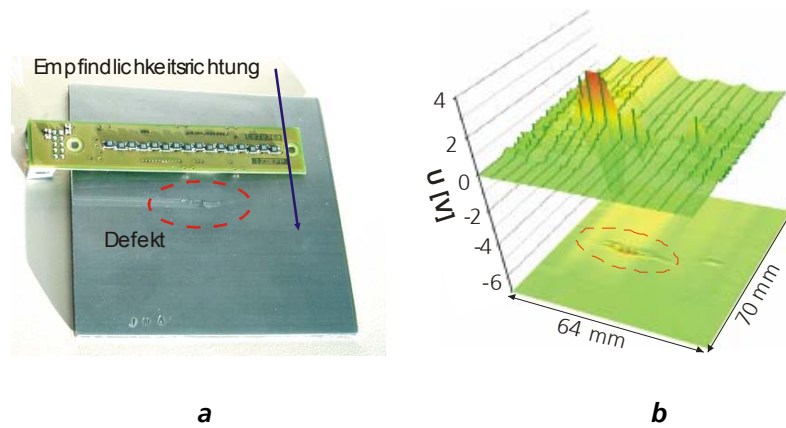 Empfindlichkeitsrichtung
Defekt
a
4
2
0
-2
-4
-6
U [V]
64 mm
70 mm
b